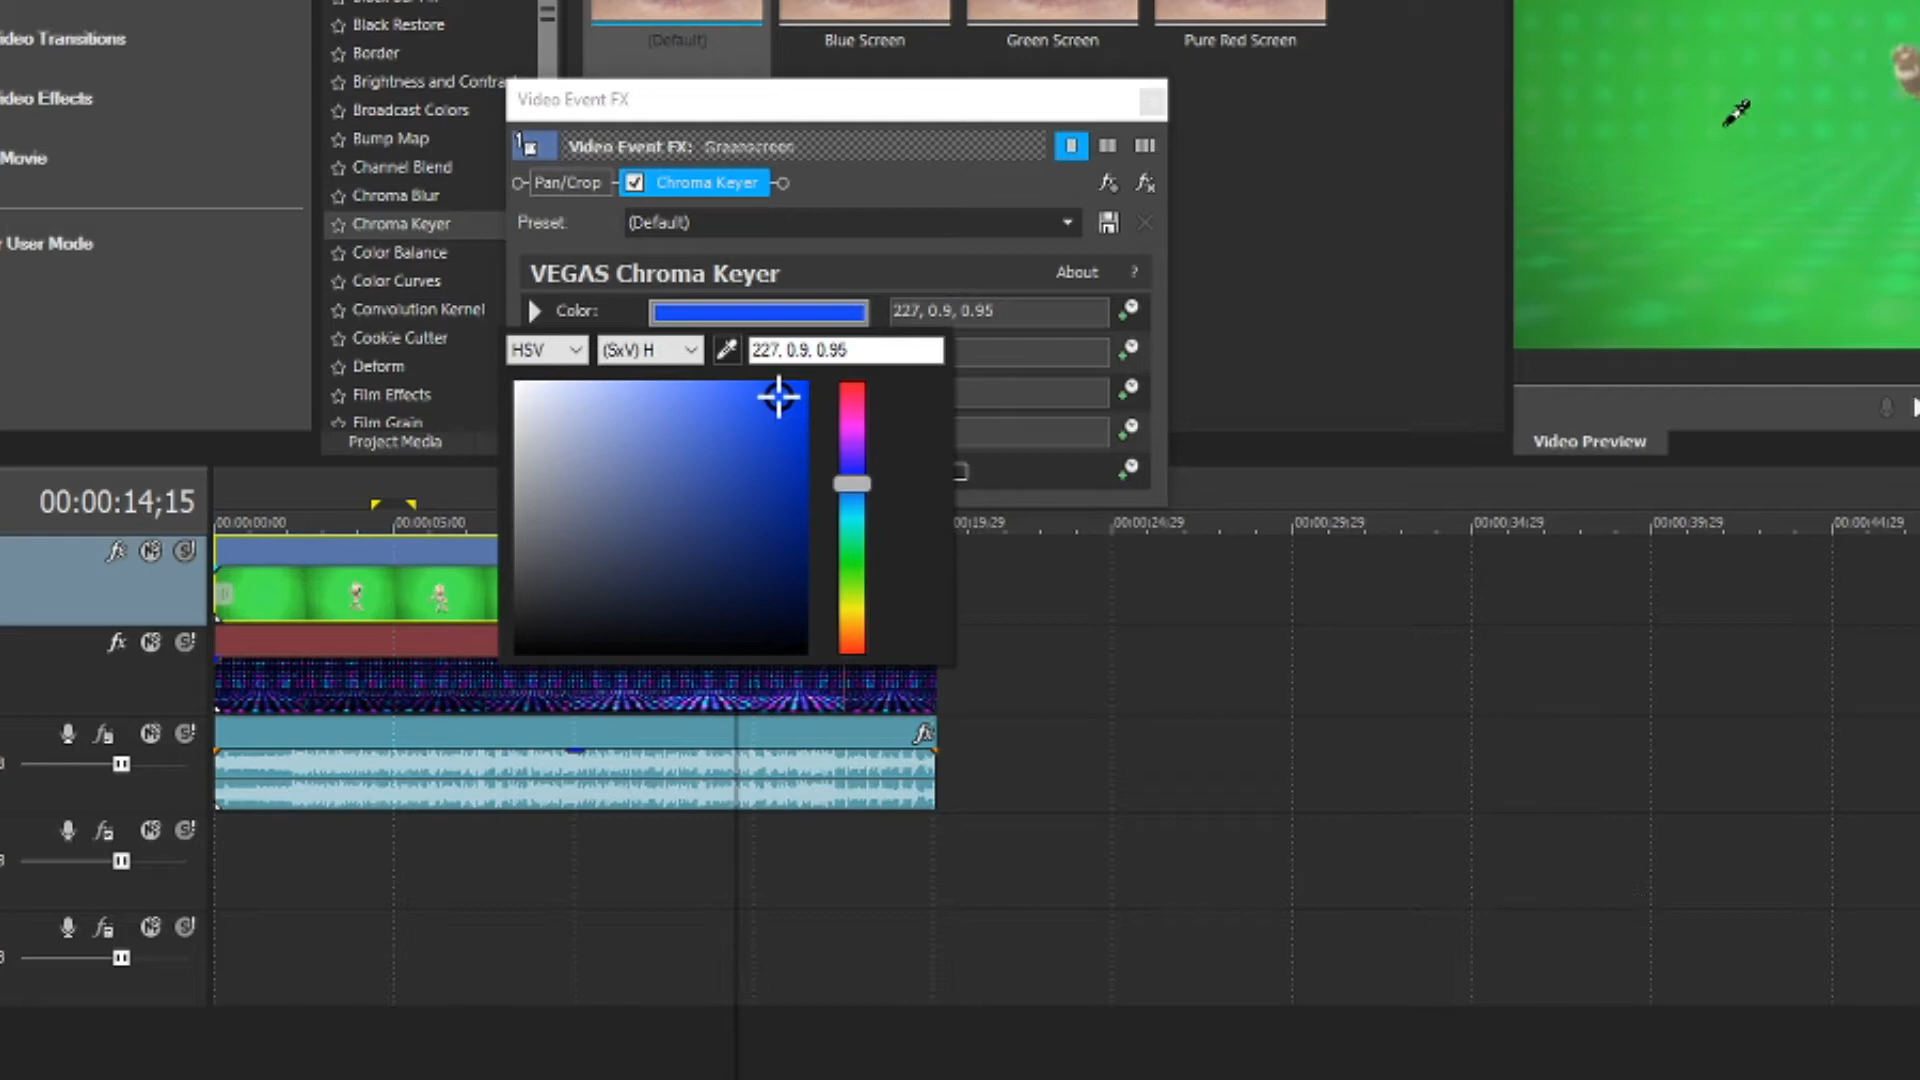 Black Restore
Border
Brightness and Contra
Broadcast Colors
Bump Map
Channel Blend
Chroma Blur
Chroma Keyer
Color Balance
Color Curves
Convolution Kernel
Cookie Cutter
Deform
Film Effects
Film Grain
Project Media
ideo Transitions
ideo Effects
Movie
r User Mode
(Default)
Blue Screen
Green Screen
Pure Red Screen
Video Event FX
1
Video Event FX: Greenscreen
Pan/Crop
Chroma Keyer
Preset:
(Default)
VEGAS Chroma Keyer
About
?
Color:
227, 0.9, 0.95
HSV
(SxV) H
227, 0.9, 0.95
Video Preview
00:00:14;15
00:00:00:00
00:00:05:00
00:19:29
00:00:24:29
00:00:29:29
00:00:34:29
00:00:39:29
00:00:44:29